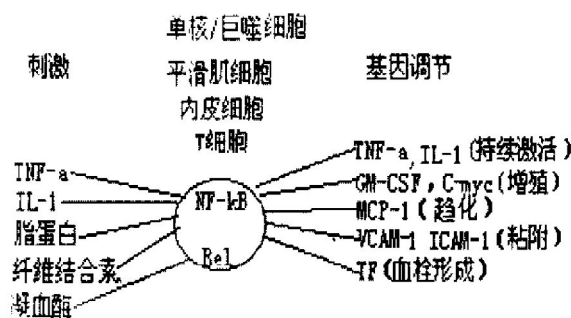 单核/巨噬细胞
刺激 平滑肌细胞 基因调节
内皮细胞
T细胞
TNF-a TNF-a, IL-1 (持续激活)
IL-1 NF-kB GM-CSF, C-myc (增殖)
脂蛋白 MCP-1 (趋化)
纤维结合素 Rel VCAM-1 ICAM-1 (粘附)
凝血酶 TF (血栓形成)